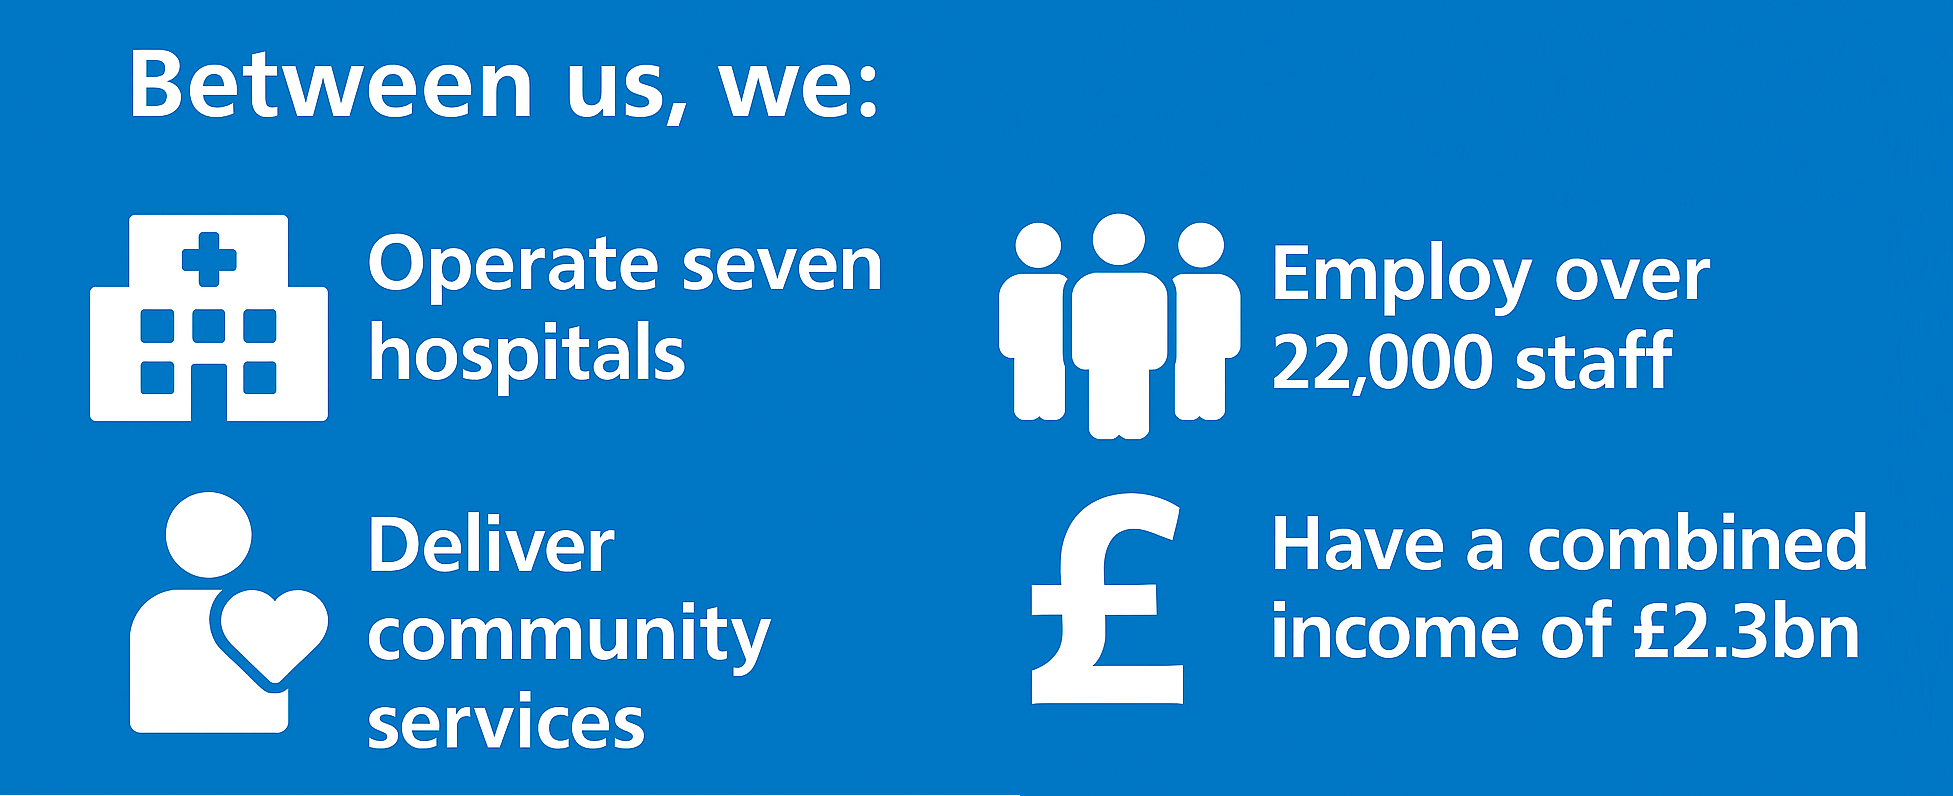 Between us, we:
Operate seven
hospitals
Employ over
22,000 staff
Deliver
community
services
Have a combined
income of £2.3bn